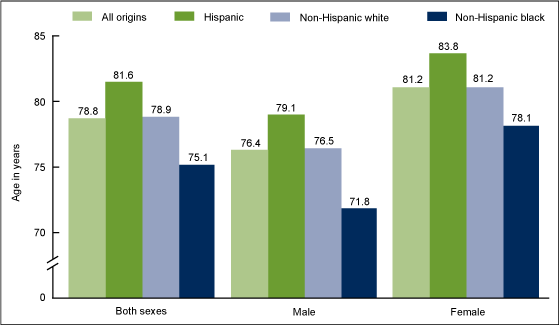 All origins Hispanic Non-Hispanic white Non-Hispanic black
Age in years
85
80
75
70
0
78.8 81.6 78.9 75.1
76.4 79.1 76.5 71.8
81.2 83.8 81.2 78.1
Both sexes Male Female